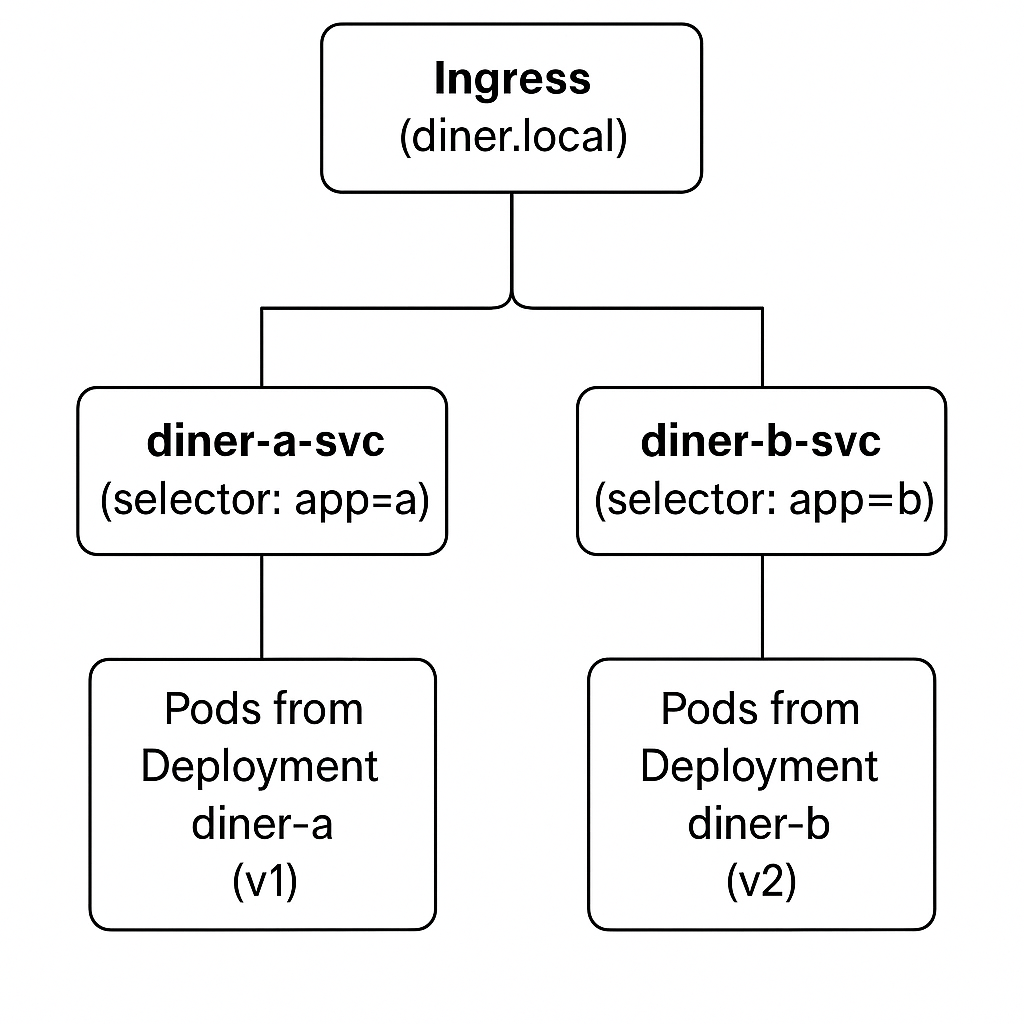 Ingress
(diner.local)
diner-a-svc
(selector: app=a)
diner-b-svc
(selector: app=b)
Pods from
Deployment
diner-a
(v1)
Pods from
Deployment
diner-b
(v2)